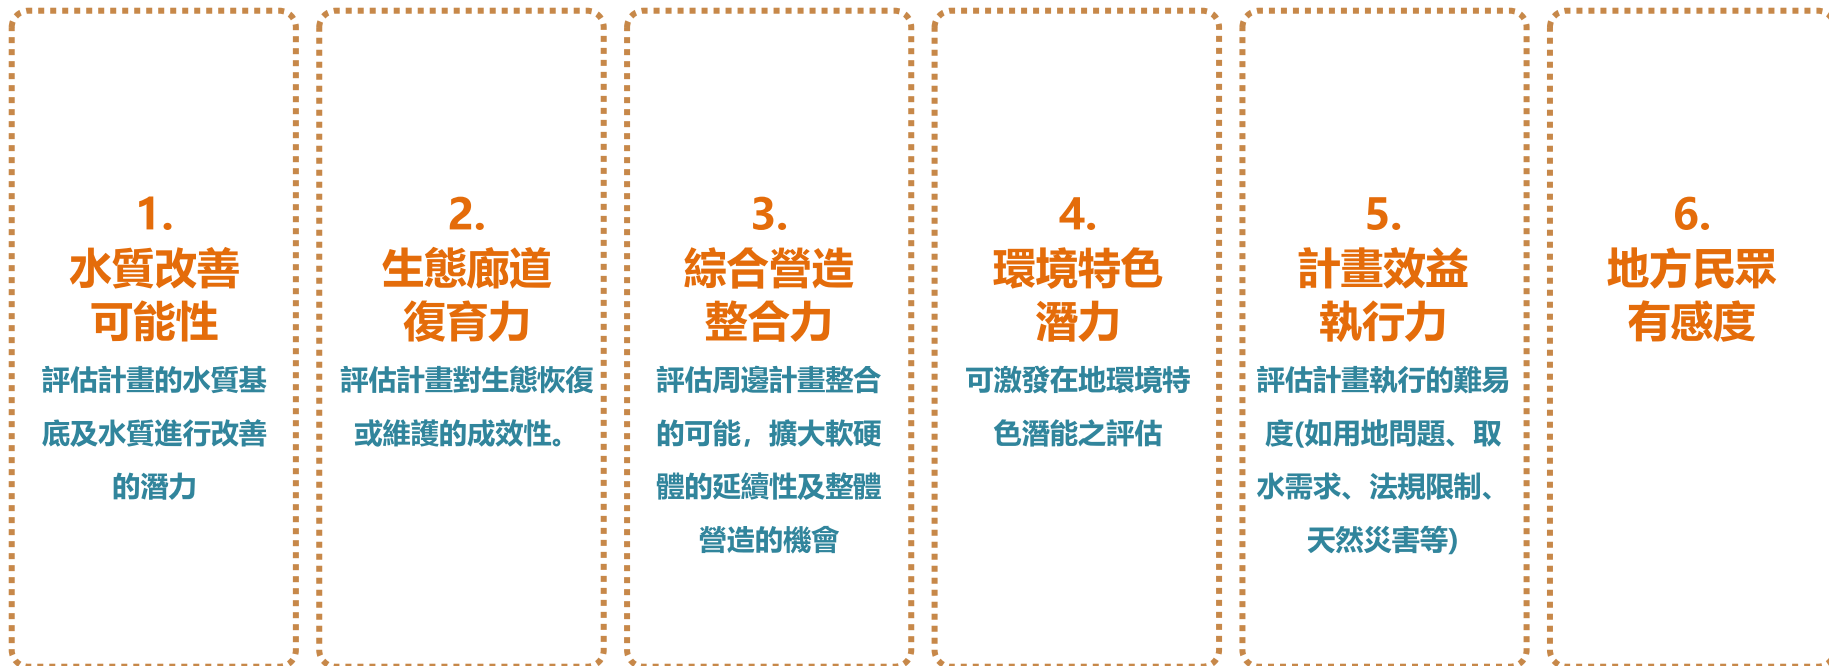 1.
水質改善
可能性
評估計畫的水質基
底及水質進行改善
的潛力
2.
生態廊道
復育力
評估計畫對生態恢復
或維護的成效性。
3.
綜合營造
整合力
評估周邊計畫整合
的可能，擴大軟硬
體的延續性及整體
營造的機會
4.
環境特色
潛力
可激發在地環境特
色潛能之評估
5.
計畫效益
執行力
評估計畫執行的難易
度(如用地問題、取
水需求、法規限制、
天然災害等)
6.
地方民眾
有感度